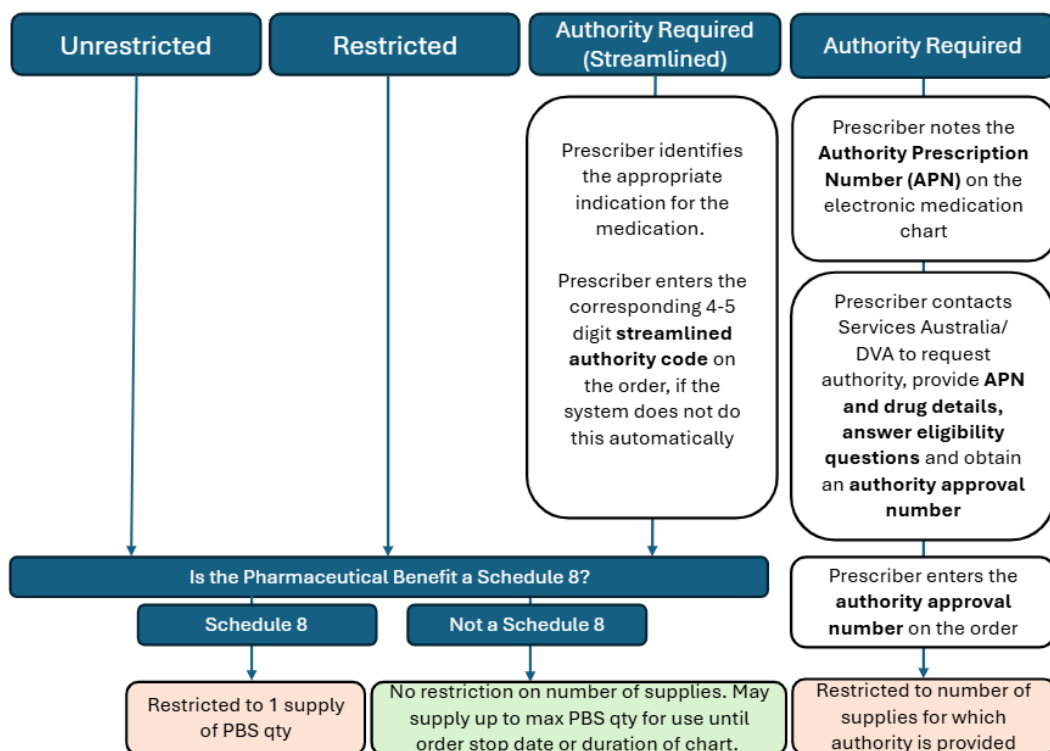 Unrestricted
Restricted
Authority Required
(Streamlined)
Authority Required
Prescriber identifies
the appropriate
indication for the
medication.
Prescriber enters the
corresponding 4-5
digit streamlined
authority code on
the order, if the
system does not do
this automatically
Prescriber notes the
Authority Prescription
Number (APN) on the
electronic medication
chart
Prescriber contacts
Services Australia/
DVA to request
authority, provide APN
and drug details,
answer eligibility
questions and obtain
an authority approval
number
Prescriber enters the
authority approval
number on the order
Is the Pharmaceutical Benefit a Schedule 8?
Schedule 8
Not a Schedule 8
Restricted to 1 supply
of PBS qty
No restriction on number of supplies. May
supply up to max PBS qty for use until
order stop date or duration of chart.
Restricted to number of
supplies for which
authority is provided